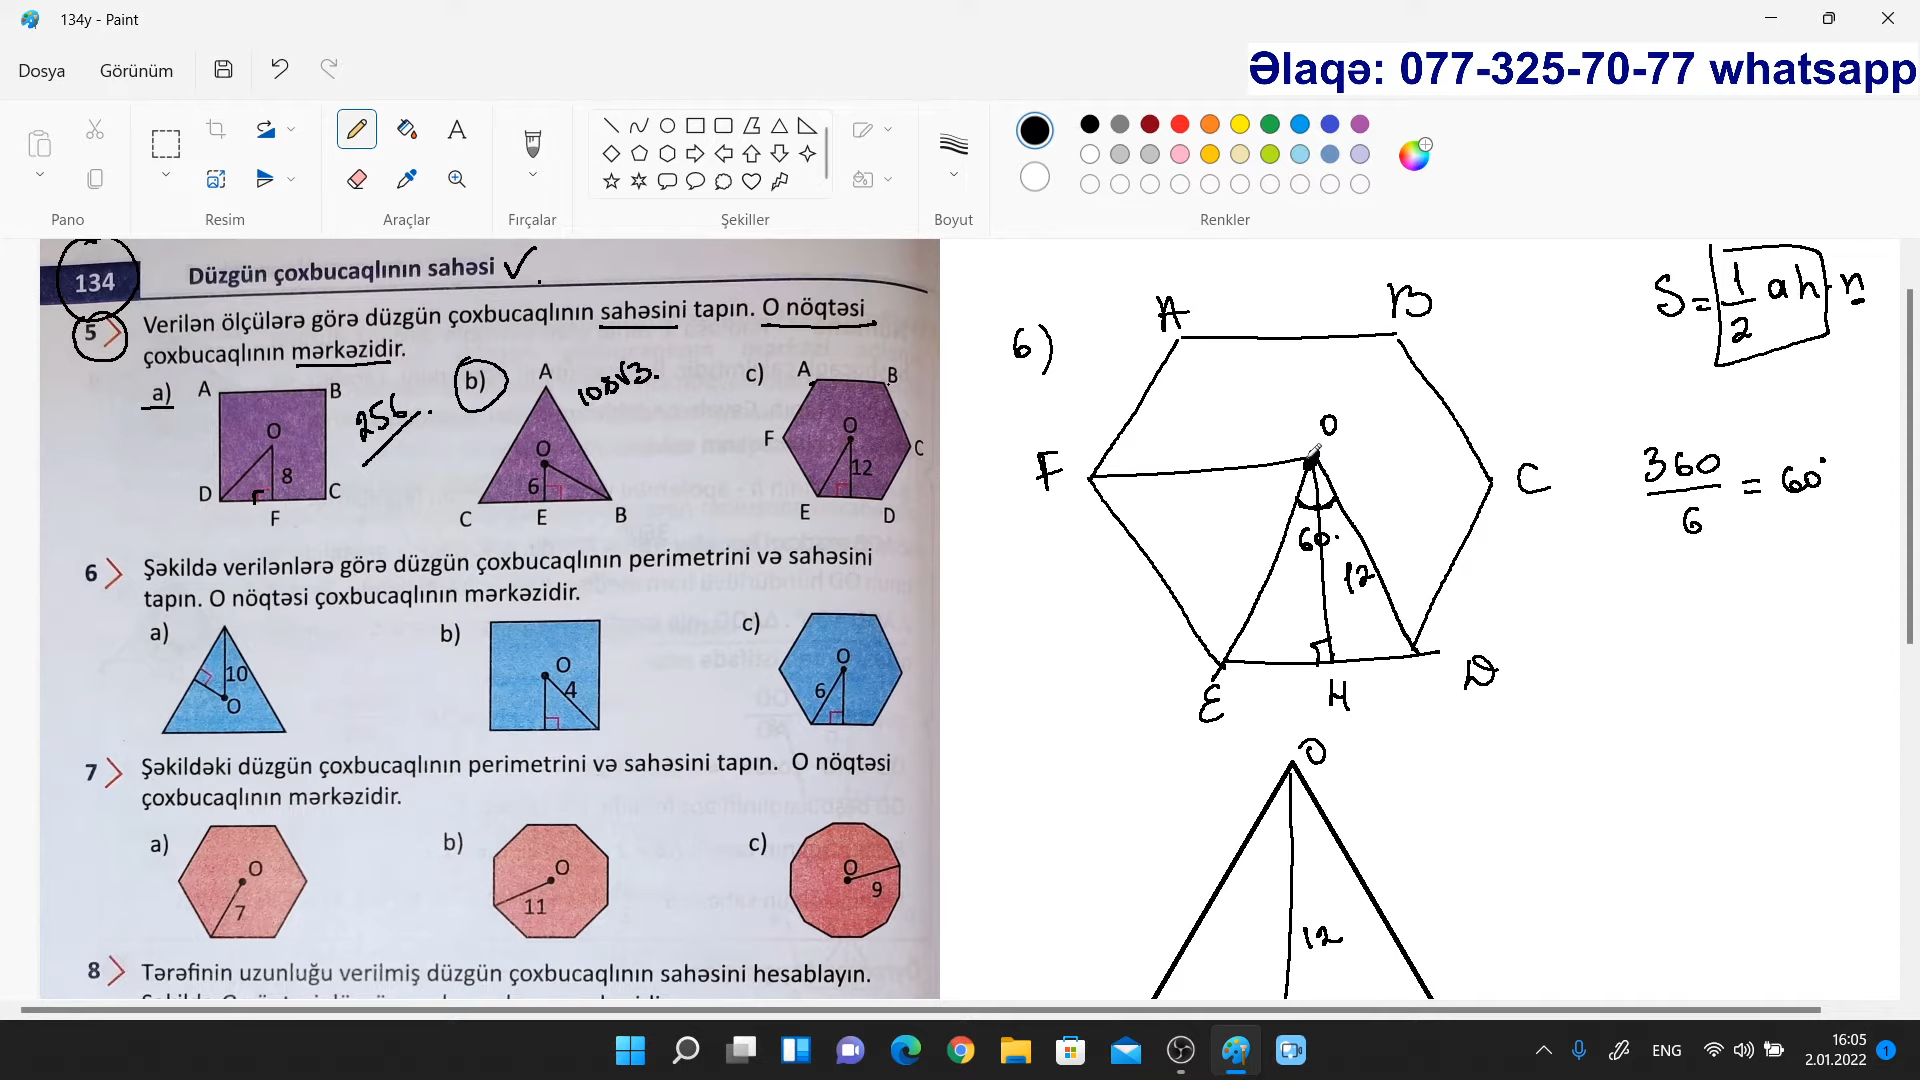 134y - Paint
Dosya
Görünüm
Əlaqə: 077-325-70-77 whatsapp
Pano
Resim
Araçlar
Fırçalar
Şekiller
Boyut
Renkler
134
Düzgün çoxbucaqlının sahəsi ✓.
5
Verilən ölçülərə görə düzgün çoxbucaqlının sahəsini tapın. O nöqtəsi
çoxbucaqlının mərkəzidir.
a)
A
B
O
8
D
C
F
256.
b)
A
108√3.
O
6
C
E
B
c)
A
B
O
F
C
12
E
D
6
Şəkildə verilənlərə görə düzgün çoxbucaqlının perimetrini və sahəsini
tapın. O nöqtəsi çoxbucaqlının mərkəzidir.
a)
10
O
b)
O
4
c)
O
6
7
Şəkildəki düzgün çoxbucaqlının perimetrini və sahəsini tapın. O nöqtəsi
çoxbucaqlının mərkəzidir.
a)
O
7
b)
O
11
c)
O
9
8
Tərəfinin uzunluğu verilmiş düzgün çoxbucaqlının sahəsini hesablayın.
6)
A
B
O
F
C
60°
12
E
H
D
O
12
S = 1/2 ah · n
360/6 = 60°
ENG
16:05
2.01.2022
1